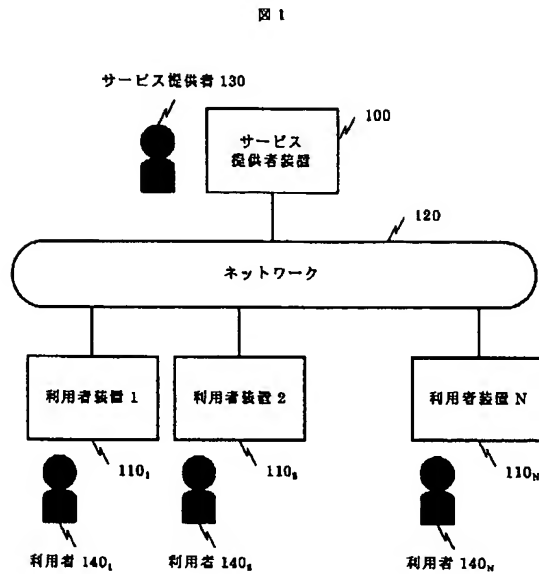 図 1
サービス提供者 130
100
サービス
提供者装置
120
ネットワーク
利用者装置 1
利用者装置 2
利用者装置 N
110₁
110₂
110N
利用者 140₁
利用者 140₂
利用者 140N